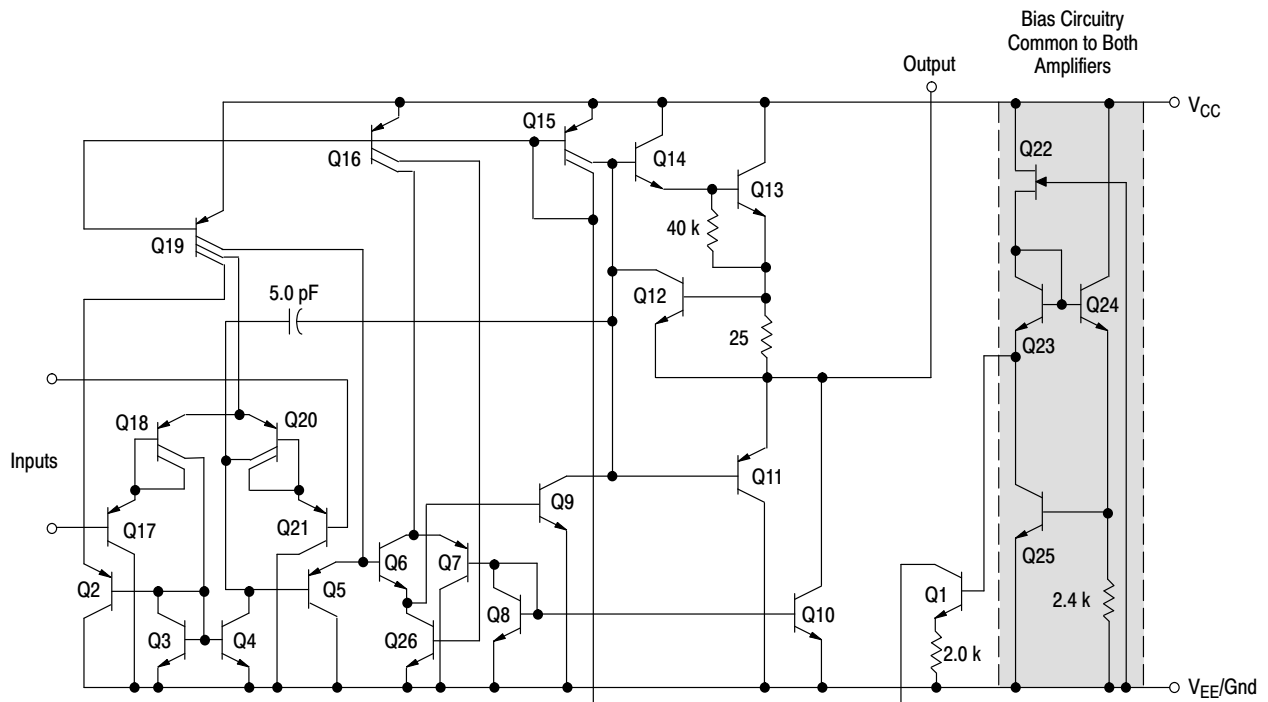 Bias Circuitry
Common to Both
Amplifiers
Output
VCC
Q15
Q22
Q16
Q14
Q13
Q19
40 k
5.0 pF
Q12
Q24
25
Q23
Q18
Q20
Inputs
Q11
Q9
Q17
Q21
Q25
Q6
Q7
Q2
Q5
Q1
2.4 k
Q8
Q10
Q3
Q4
Q26
2.0 k
VEE/Gnd